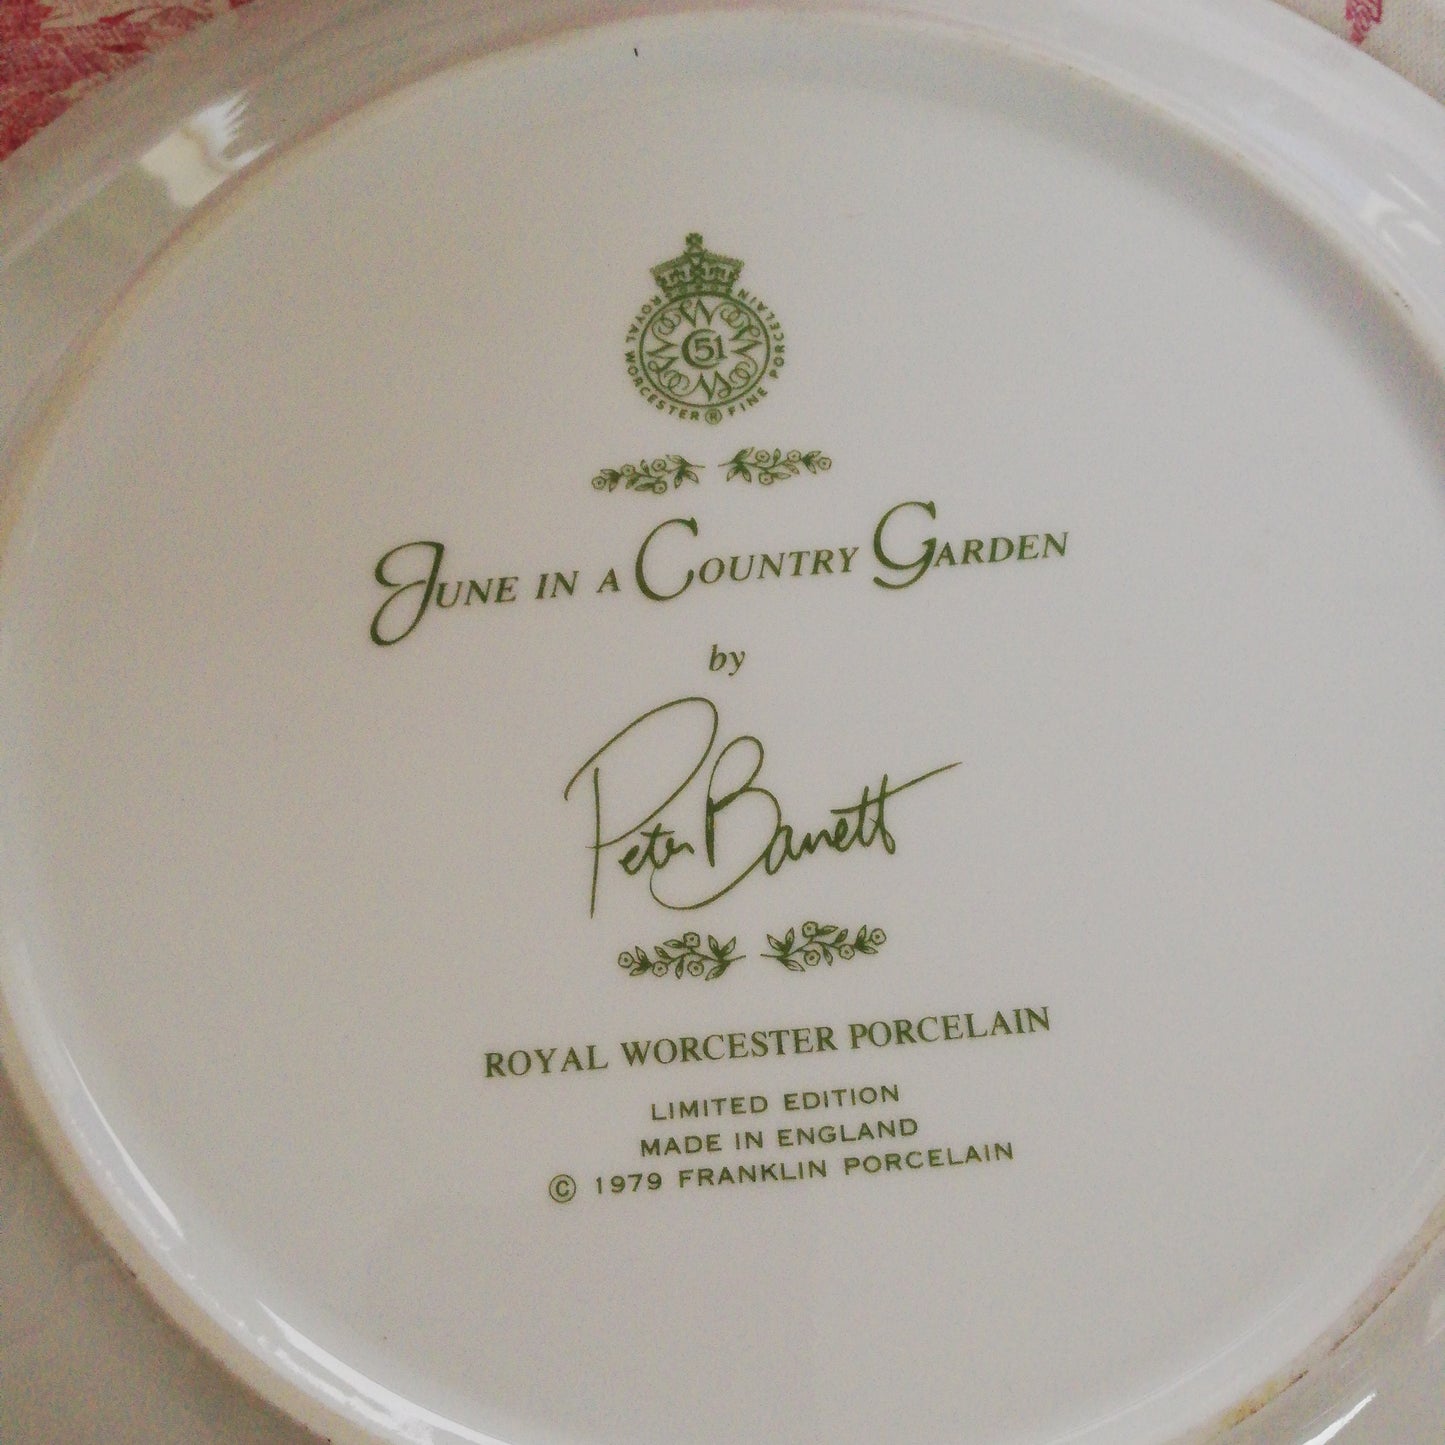 ROYAL WORCESTER ® FINE PORCELAIN
C51
JUNE IN A COUNTRY GARDEN
by
Peter Barrett
ROYAL WORCESTER PORCELAIN
LIMITED EDITION
MADE IN ENGLAND
© 1979 FRANKLIN PORCELAIN